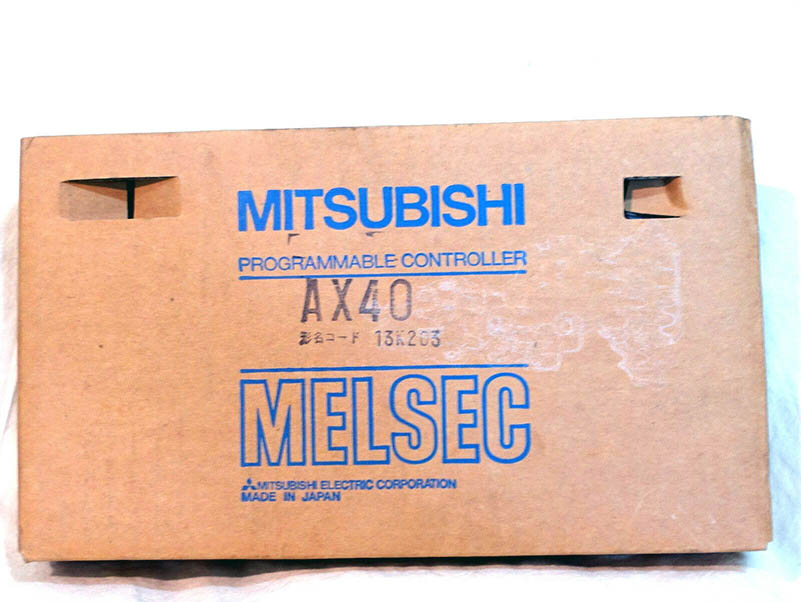 MITSUBISHI
PROGRAMMABLE CONTROLLER
AX40
形名コード 13K203
MELSEC
MITSUBISHI ELECTRIC CORPORATION
MADE IN JAPAN